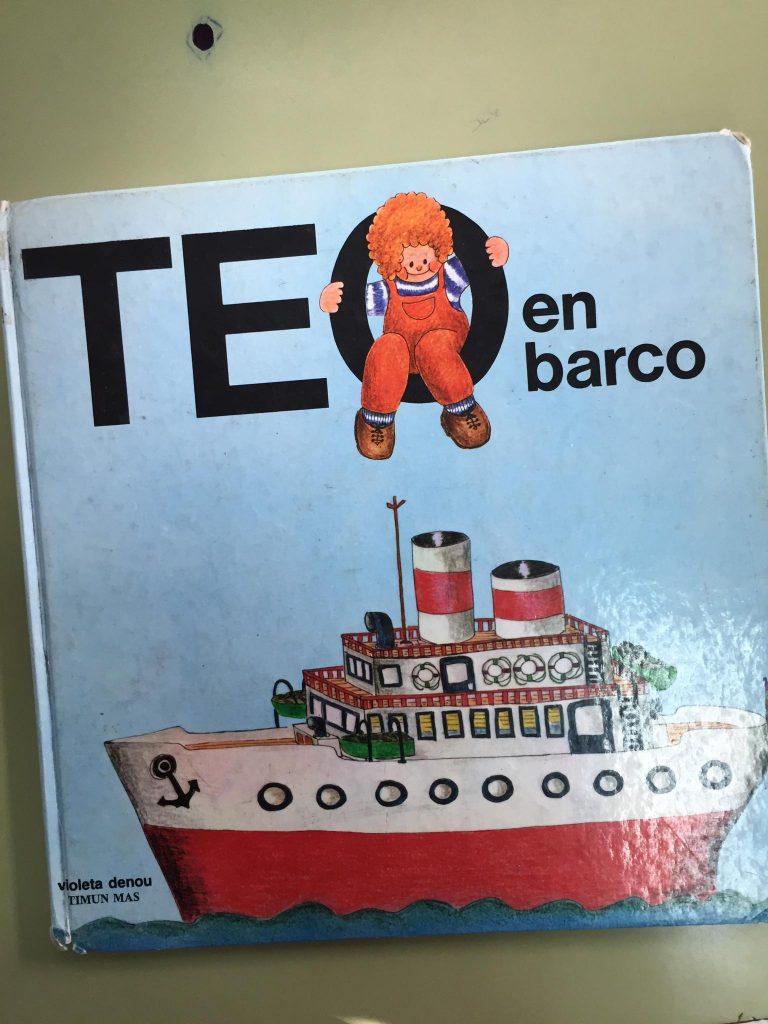 TEO en
barco
violeta denou
TIMUN MAS